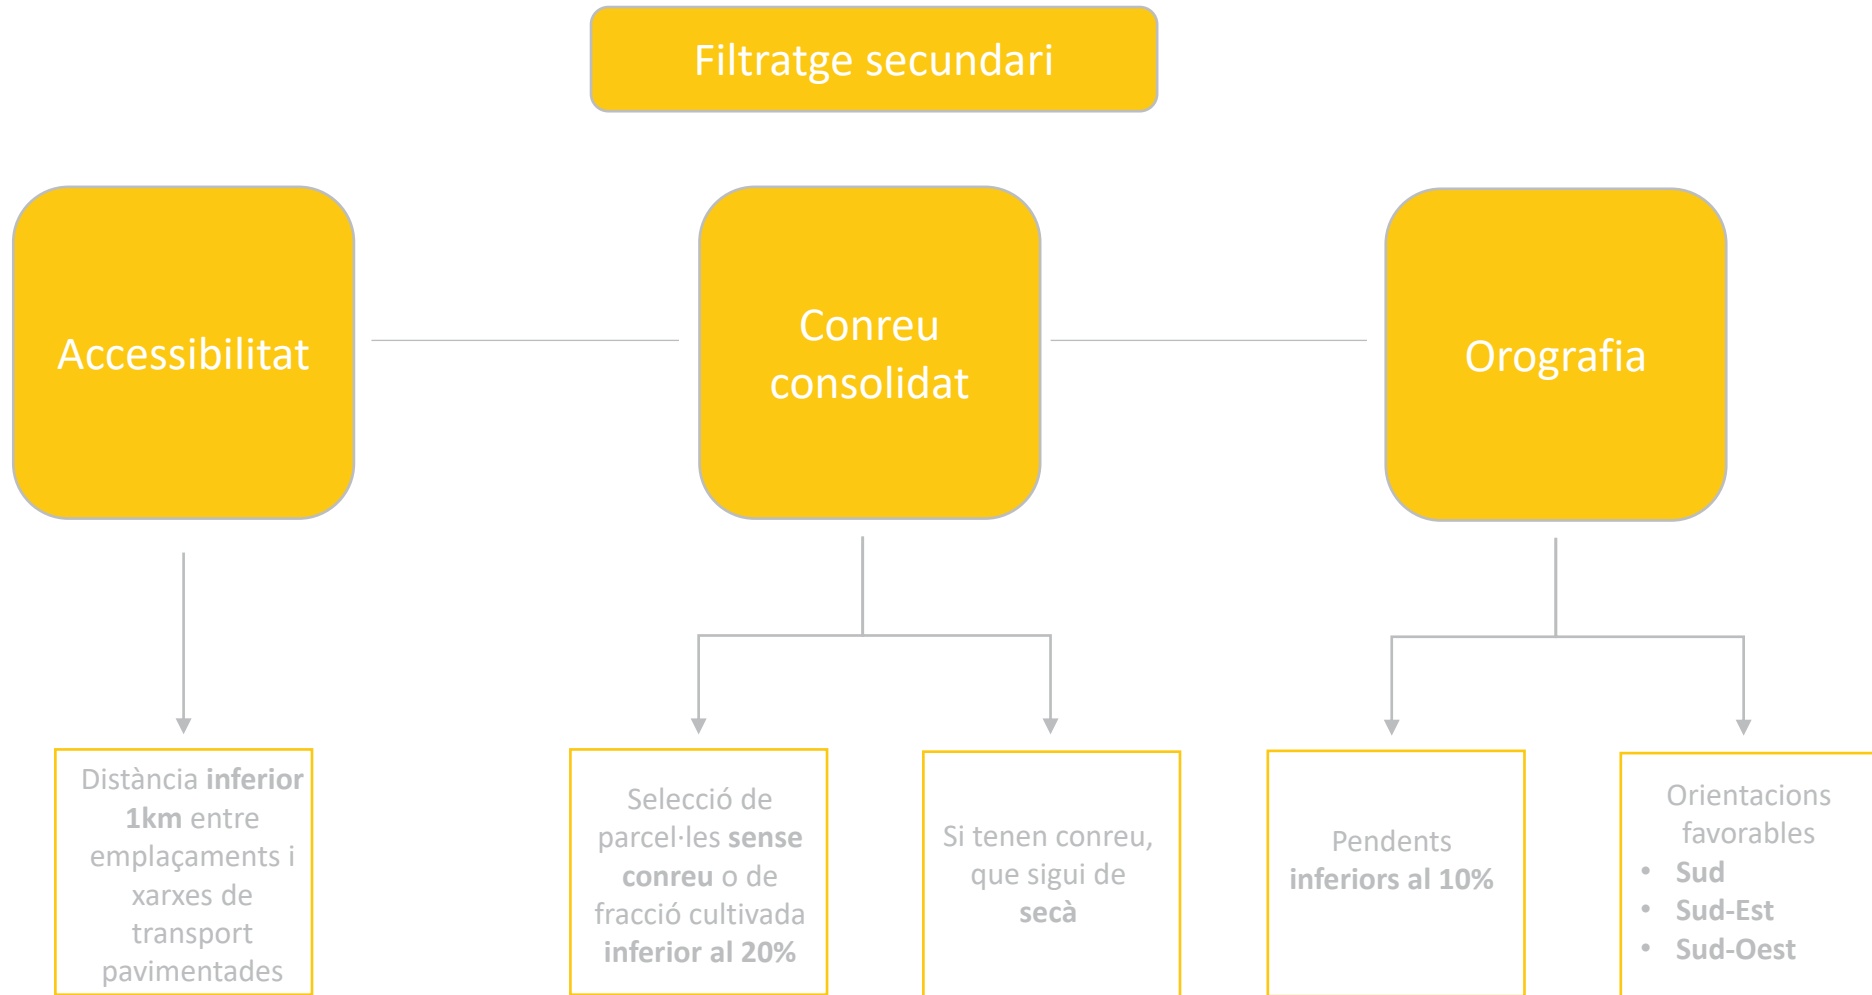 Filtratge secundari
Accessibilitat
Conreu
consolidat
Orografia
Distància inferior
1km entre
emplaçaments i
xarxes de
transport
pavimentades
Selecció de
parcel·les sense
conreu o de
fracció cultivada
inferior al 20%
Si tenen conreu,
que sigui de
secà
Pendents
inferiors al 10%
Orientacions
favorables
• Sud
• Sud-Est
• Sud-Oest